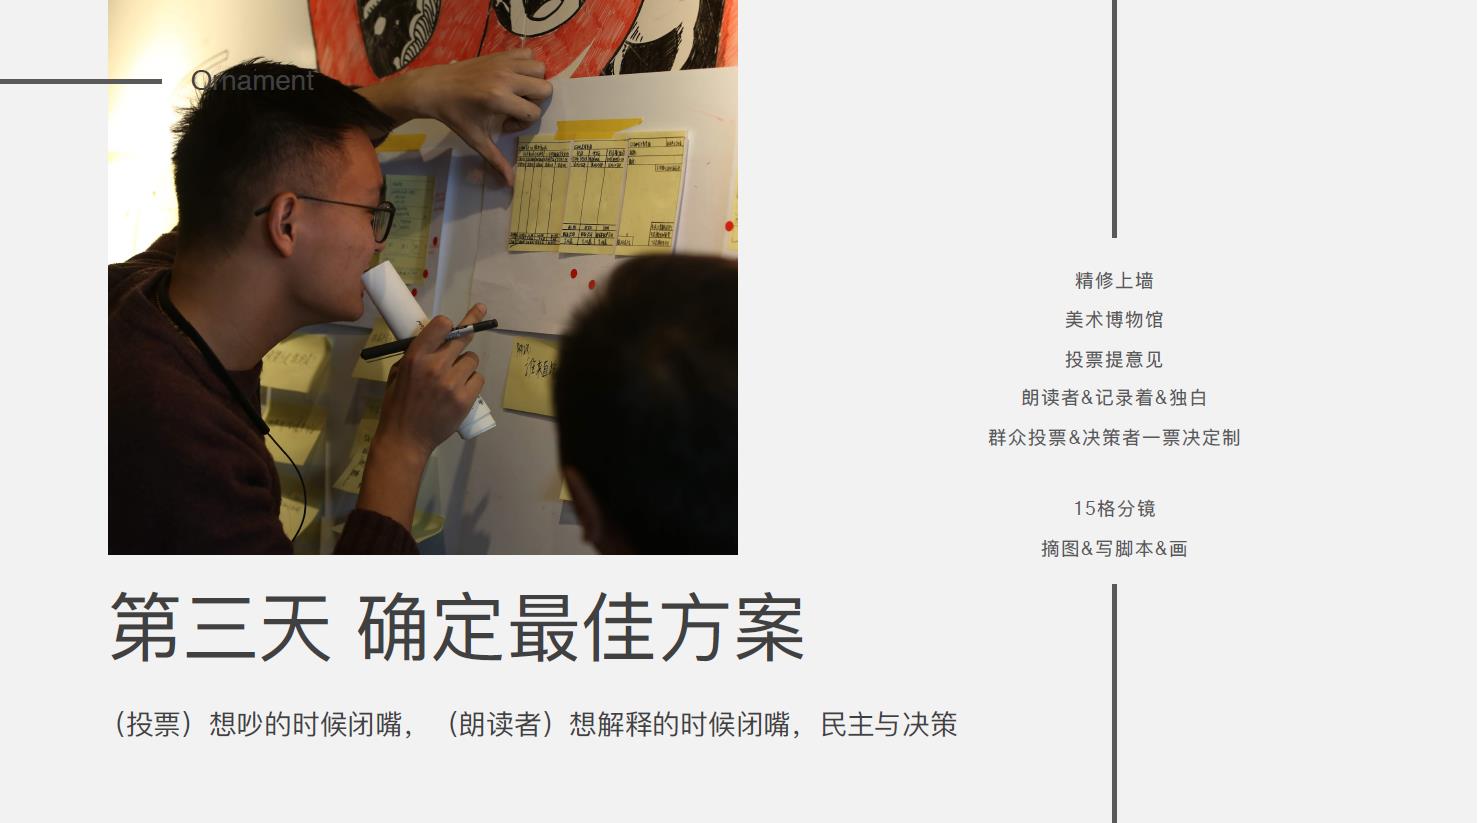 Ornament
精修上墙
美术博物馆
投票提意见
朗读者&记录着&独白
群众投票&决策者一票决定制
15格分镜
摘图&写脚本&画
第三天 确定最佳方案
（投票）想吵的时候闭嘴，（朗读者）想解释的时候闭嘴，民主与决策